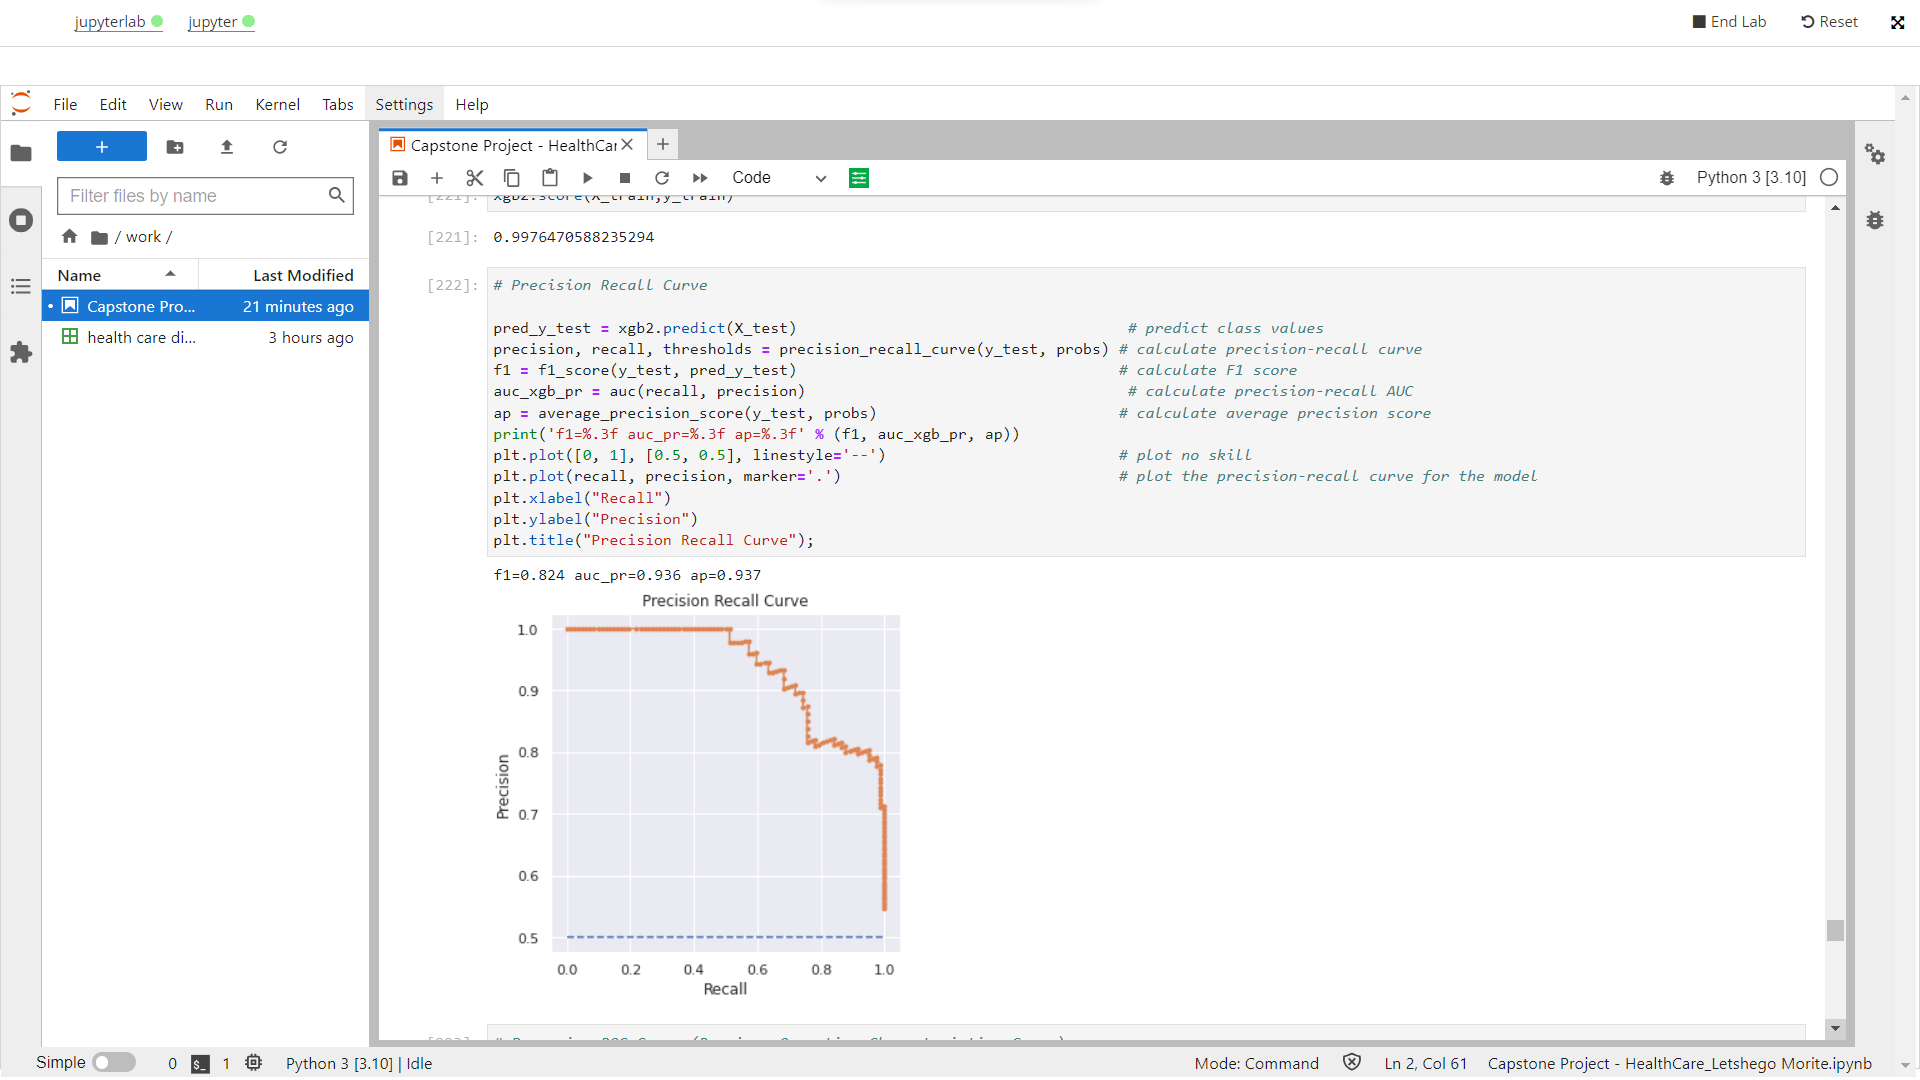 jupyterlab jupyter End Lab Reset
File Edit View Run Kernel Tabs Settings Help
Capstone Project - HealthCar
Code Python 3 [3.10]
Filter files by name
/ work /
Name Last Modified
Capstone Pro... 21 minutes ago
health care di... 3 hours ago
[221]: xgb2.score(X_train,y_train)
[221]: 0.9976470588235294
[222]: # Precision Recall Curve
pred_y_test = xgb2.predict(X_test) # predict class values
precision, recall, thresholds = precision_recall_curve(y_test, probs) # calculate precision-recall curve
f1 = f1_score(y_test, pred_y_test) # calculate F1 score
auc_xgb_pr = auc(recall, precision) # calculate precision-recall AUC
ap = average_precision_score(y_test, probs) # calculate average precision score
print('f1=%.3f auc_pr=%.3f ap=%.3f' % (f1, auc_xgb_pr, ap))
plt.plot([0, 1], [0.5, 0.5], linestyle='--') # plot no skill
plt.plot(recall, precision, marker='.') # plot the precision-recall curve for the model
plt.xlabel("Recall")
plt.ylabel("Precision")
plt.title("Precision Recall Curve");
f1=0.824 auc_pr=0.936 ap=0.937
Precision Recall Curve
1.0
0.9
0.8
0.7
0.6
0.5
Precision
0.0 0.2 0.4 0.6 0.8 1.0
Recall
Simple 0 1 Python 3 [3.10] | Idle Mode: Command Ln 2, Col 61 Capstone Project - HealthCare_Letshego Morite.ipynb